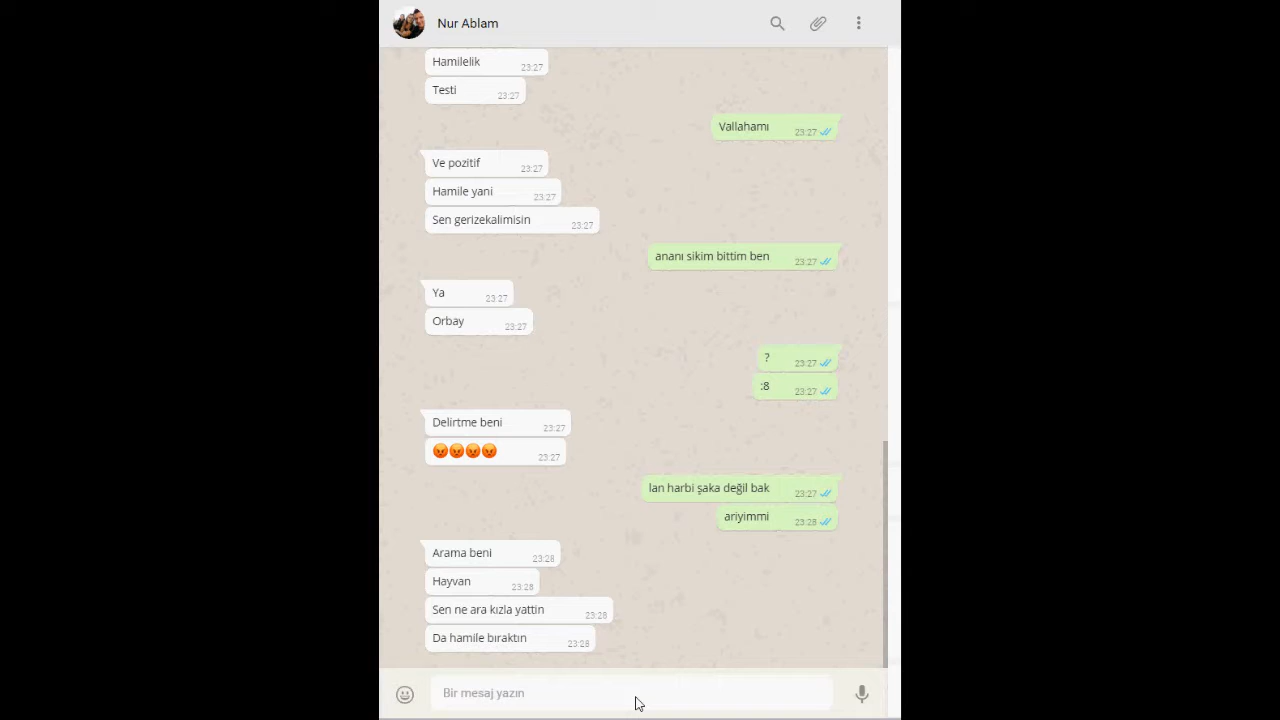 Nur Ablam
Hamilelik 23:27
Testi 23:27
Vallahamı 23:27
Ve pozitif 23:27
Hamile yani 23:27
Sen gerizekalimisin 23:27
ananı sikim bittim ben 23:27
Ya 23:27
Orbay 23:27
? 23:27
:8 23:27
Delirtme beni 23:27
😡😡😡😡 23:27
lan harbi şaka değil bak 23:27
ariyimmi 23:28
Arama beni 23:28
Hayvan 23:28
Sen ne ara kızla yattin 23:28
Da hamile bıraktın 23:28
Bir mesaj yazın